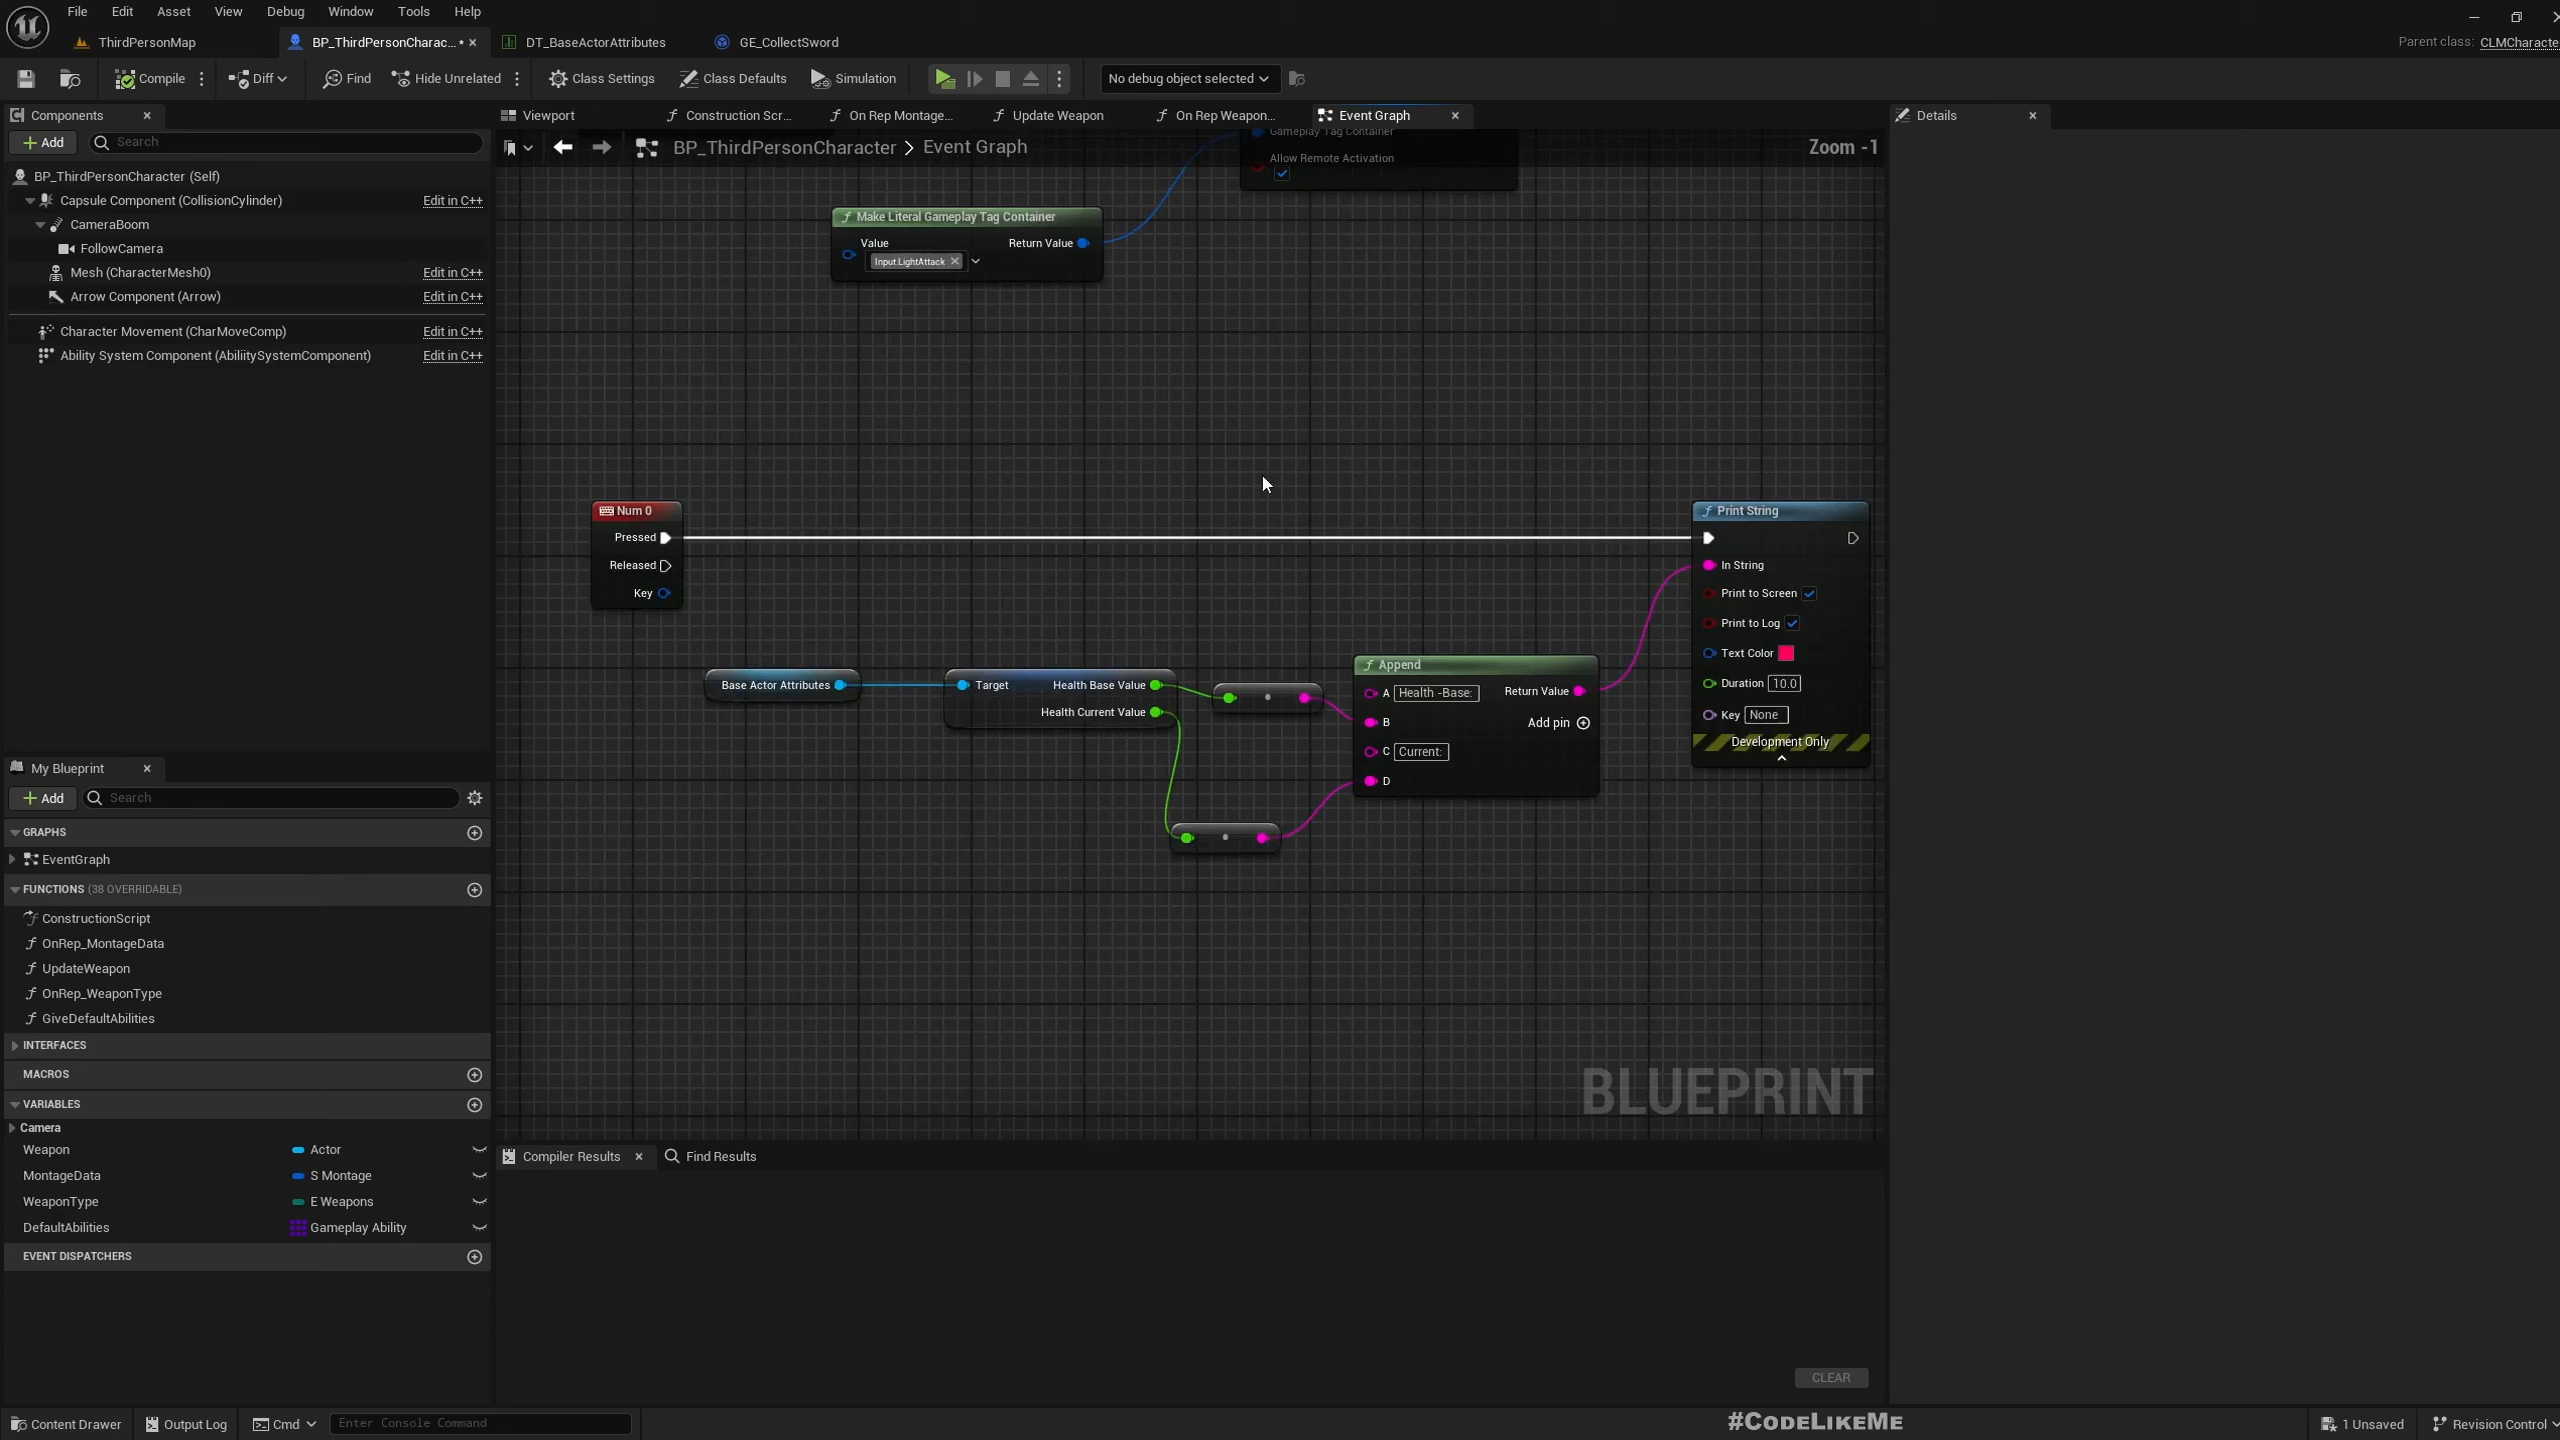 File Edit Asset View Debug Window Tools Help
ThirdPersonMap BP_ThirdPersonCharac... • DT_BaseActorAttributes GE_CollectSword Parent class: CLMCharacte
Compile Diff Find Hide Unrelated Class Settings Class Defaults Simulation No debug object selected
Components Viewport Construction Scr... On Rep Montage... Update Weapon On Rep Weapon... Event Graph Details
Add Search BP_ThirdPersonCharacter > Event Graph Zoom -1
BP_ThirdPersonCharacter (Self)
Capsule Component (CollisionCylinder) Edit in C++
CameraBoom
FollowCamera
Mesh (CharacterMesh0) Edit in C++
Arrow Component (Arrow) Edit in C++
Character Movement (CharMoveComp) Edit in C++
Ability System Component (AbiliitySystemComponent) Edit in C++
Gameplay Tag Container
Allow Remote Activation
Make Literal Gameplay Tag Container
Value Return Value
Input.LightAttack
Num 0
Pressed
Released
Key
Base Actor Attributes
Target Health Base Value
Health Current Value
Append
A Health -Base: Return Value
B Add pin
C Current:
D
Print String
In String
Print to Screen
Print to Log
Text Color
Duration 10.0
Key None
Development Only
BLUEPRINT
My Blueprint
Add Search
GRAPHS
EventGraph
FUNCTIONS (38 OVERRIDABLE)
ConstructionScript
OnRep_MontageData
UpdateWeapon
OnRep_WeaponType
GiveDefaultAbilities
INTERFACES
MACROS
VARIABLES
Camera
Weapon Actor
MontageData S Montage
WeaponType E Weapons
DefaultAbilities Gameplay Ability
EVENT DISPATCHERS
Compiler Results Find Results
CLEAR
Content Drawer Output Log Cmd Enter Console Command #CODELIKEME 1 Unsaved Revision Control